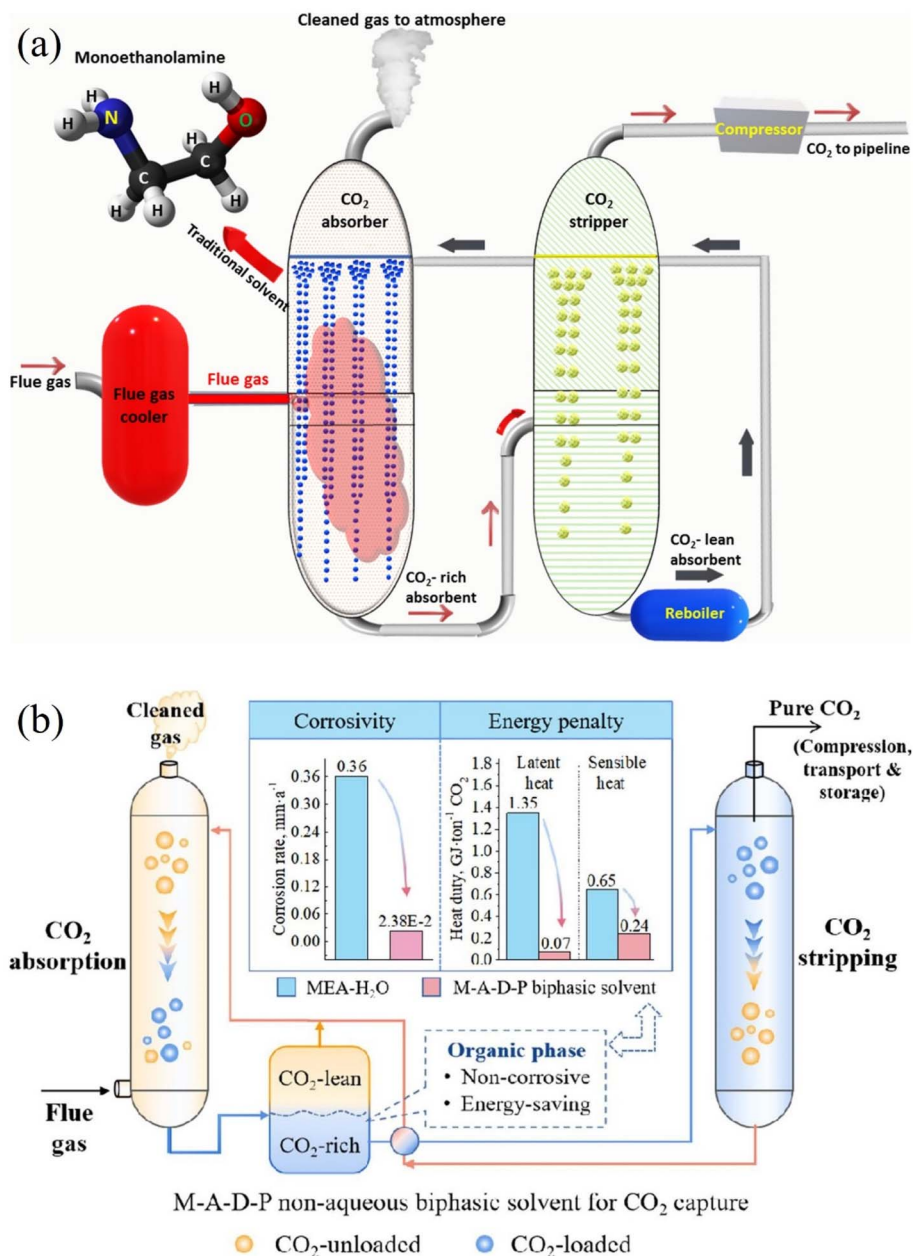 (a)
Cleaned gas to atmosphere
Monoethanolamine
H
H
N
H
O
H
C
C
H
H
H
H
Traditional solvent
CO₂
absorber
CO₂
stripper
Compressor
CO₂ to pipeline
Flue gas
Flue gas
cooler
Flue gas
CO₂- rich
absorbent
CO₂- lean
absorbent
Reboiler
(b)
Cleaned
gas
Corrosivity
Energy penalty
Corrosion rate, mm·a⁻¹
0.36
0.30
0.24
0.18
0.12
0.06
0.00
0.36
2.38E-2
Heat duty, GJ·ton⁻¹ CO₂
1.8
1.6
1.4
1.2
1.0
0.8
0.6
0.4
0.2
0.0
Latent
heat
Sensible
heat
1.35
0.07
0.65
0.24
MEA-H₂O
M-A-D-P biphasic solvent
Pure CO₂
(Compression,
transport &
storage)
CO₂
absorption
CO₂
stripping
Flue
gas
CO₂-lean
CO₂-rich
Organic phase
• Non-corrosive
• Energy-saving
M-A-D-P non-aqueous biphasic solvent for CO₂ capture
CO₂-unloaded
CO₂-loaded